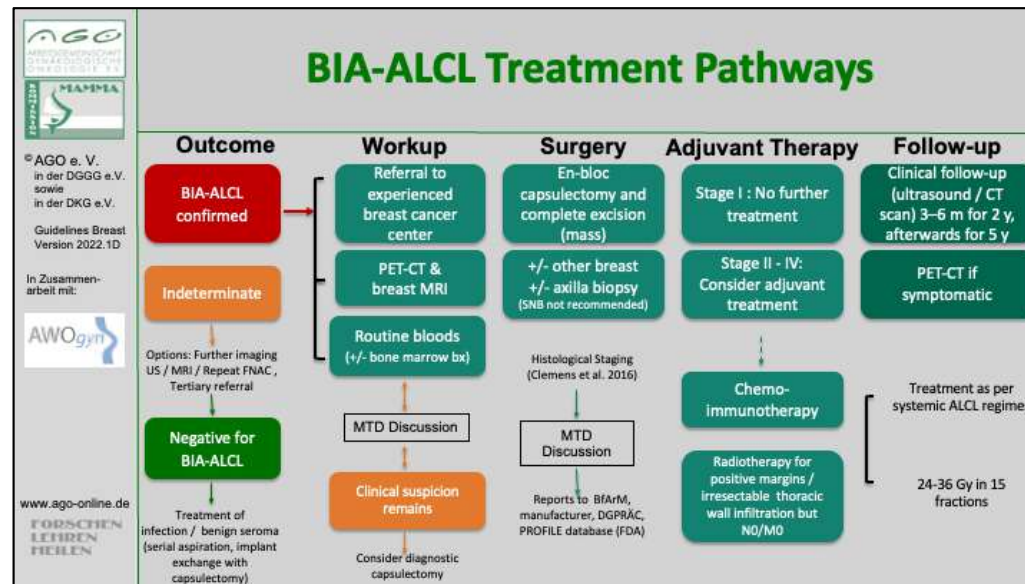 AGO
ARBEITSGEMEINSCHAFT
GYNÄKOLOGISCHE
ONKOLOGIE E.V.
MAMMA
© AGO e. V.
in der DGGG e.V.
sowie
in der DKG e.V.
Guidelines Breast
Version 2022.1D
In Zusammen-
arbeit mit:
AWOgyn
www.ago-online.de
FORSCHEN
LEHREN
HEILEN
BIA-ALCL Treatment Pathways
Outcome
BIA-ALCL
confirmed
Indeterminate
Options: Further imaging
US / MRI / Repeat FNAC ,
Tertiary referral
Negative for
BIA-ALCL
Treatment of
infection / benign seroma
(serial aspiration, implant
exchange with
capsulectomy)
Workup
Referral to
experienced
breast cancer
center
PET-CT &
breast MRI
Routine bloods
(+/- bone marrow bx)
MTD Discussion
Clinical suspicion
remains
Consider diagnostic
capsulectomy
Surgery
En-bloc
capsulectomy and
complete excision
(mass)
+/- other breast
+/- axilla biopsy
(SNB not recommended)
Histological Staging
(Clemens et al. 2016)
MTD
Discussion
Reports to BfArM,
manufacturer, DGPRÄC,
PROFILE database (FDA)
Adjuvant Therapy
Stage I : No further
treatment
Stage II - IV:
Consider adjuvant
treatment
Chemo-
immunotherapy
Radiotherapy for
positive margins /
irresectable thoracic
wall infiltration but
N0/M0
Follow-up
Clinical follow-up
(ultrasound / CT
scan) 3–6 m for 2 y,
afterwards for 5 y
PET-CT if
symptomatic
Treatment as per
systemic ALCL regime
24-36 Gy in 15
fractions